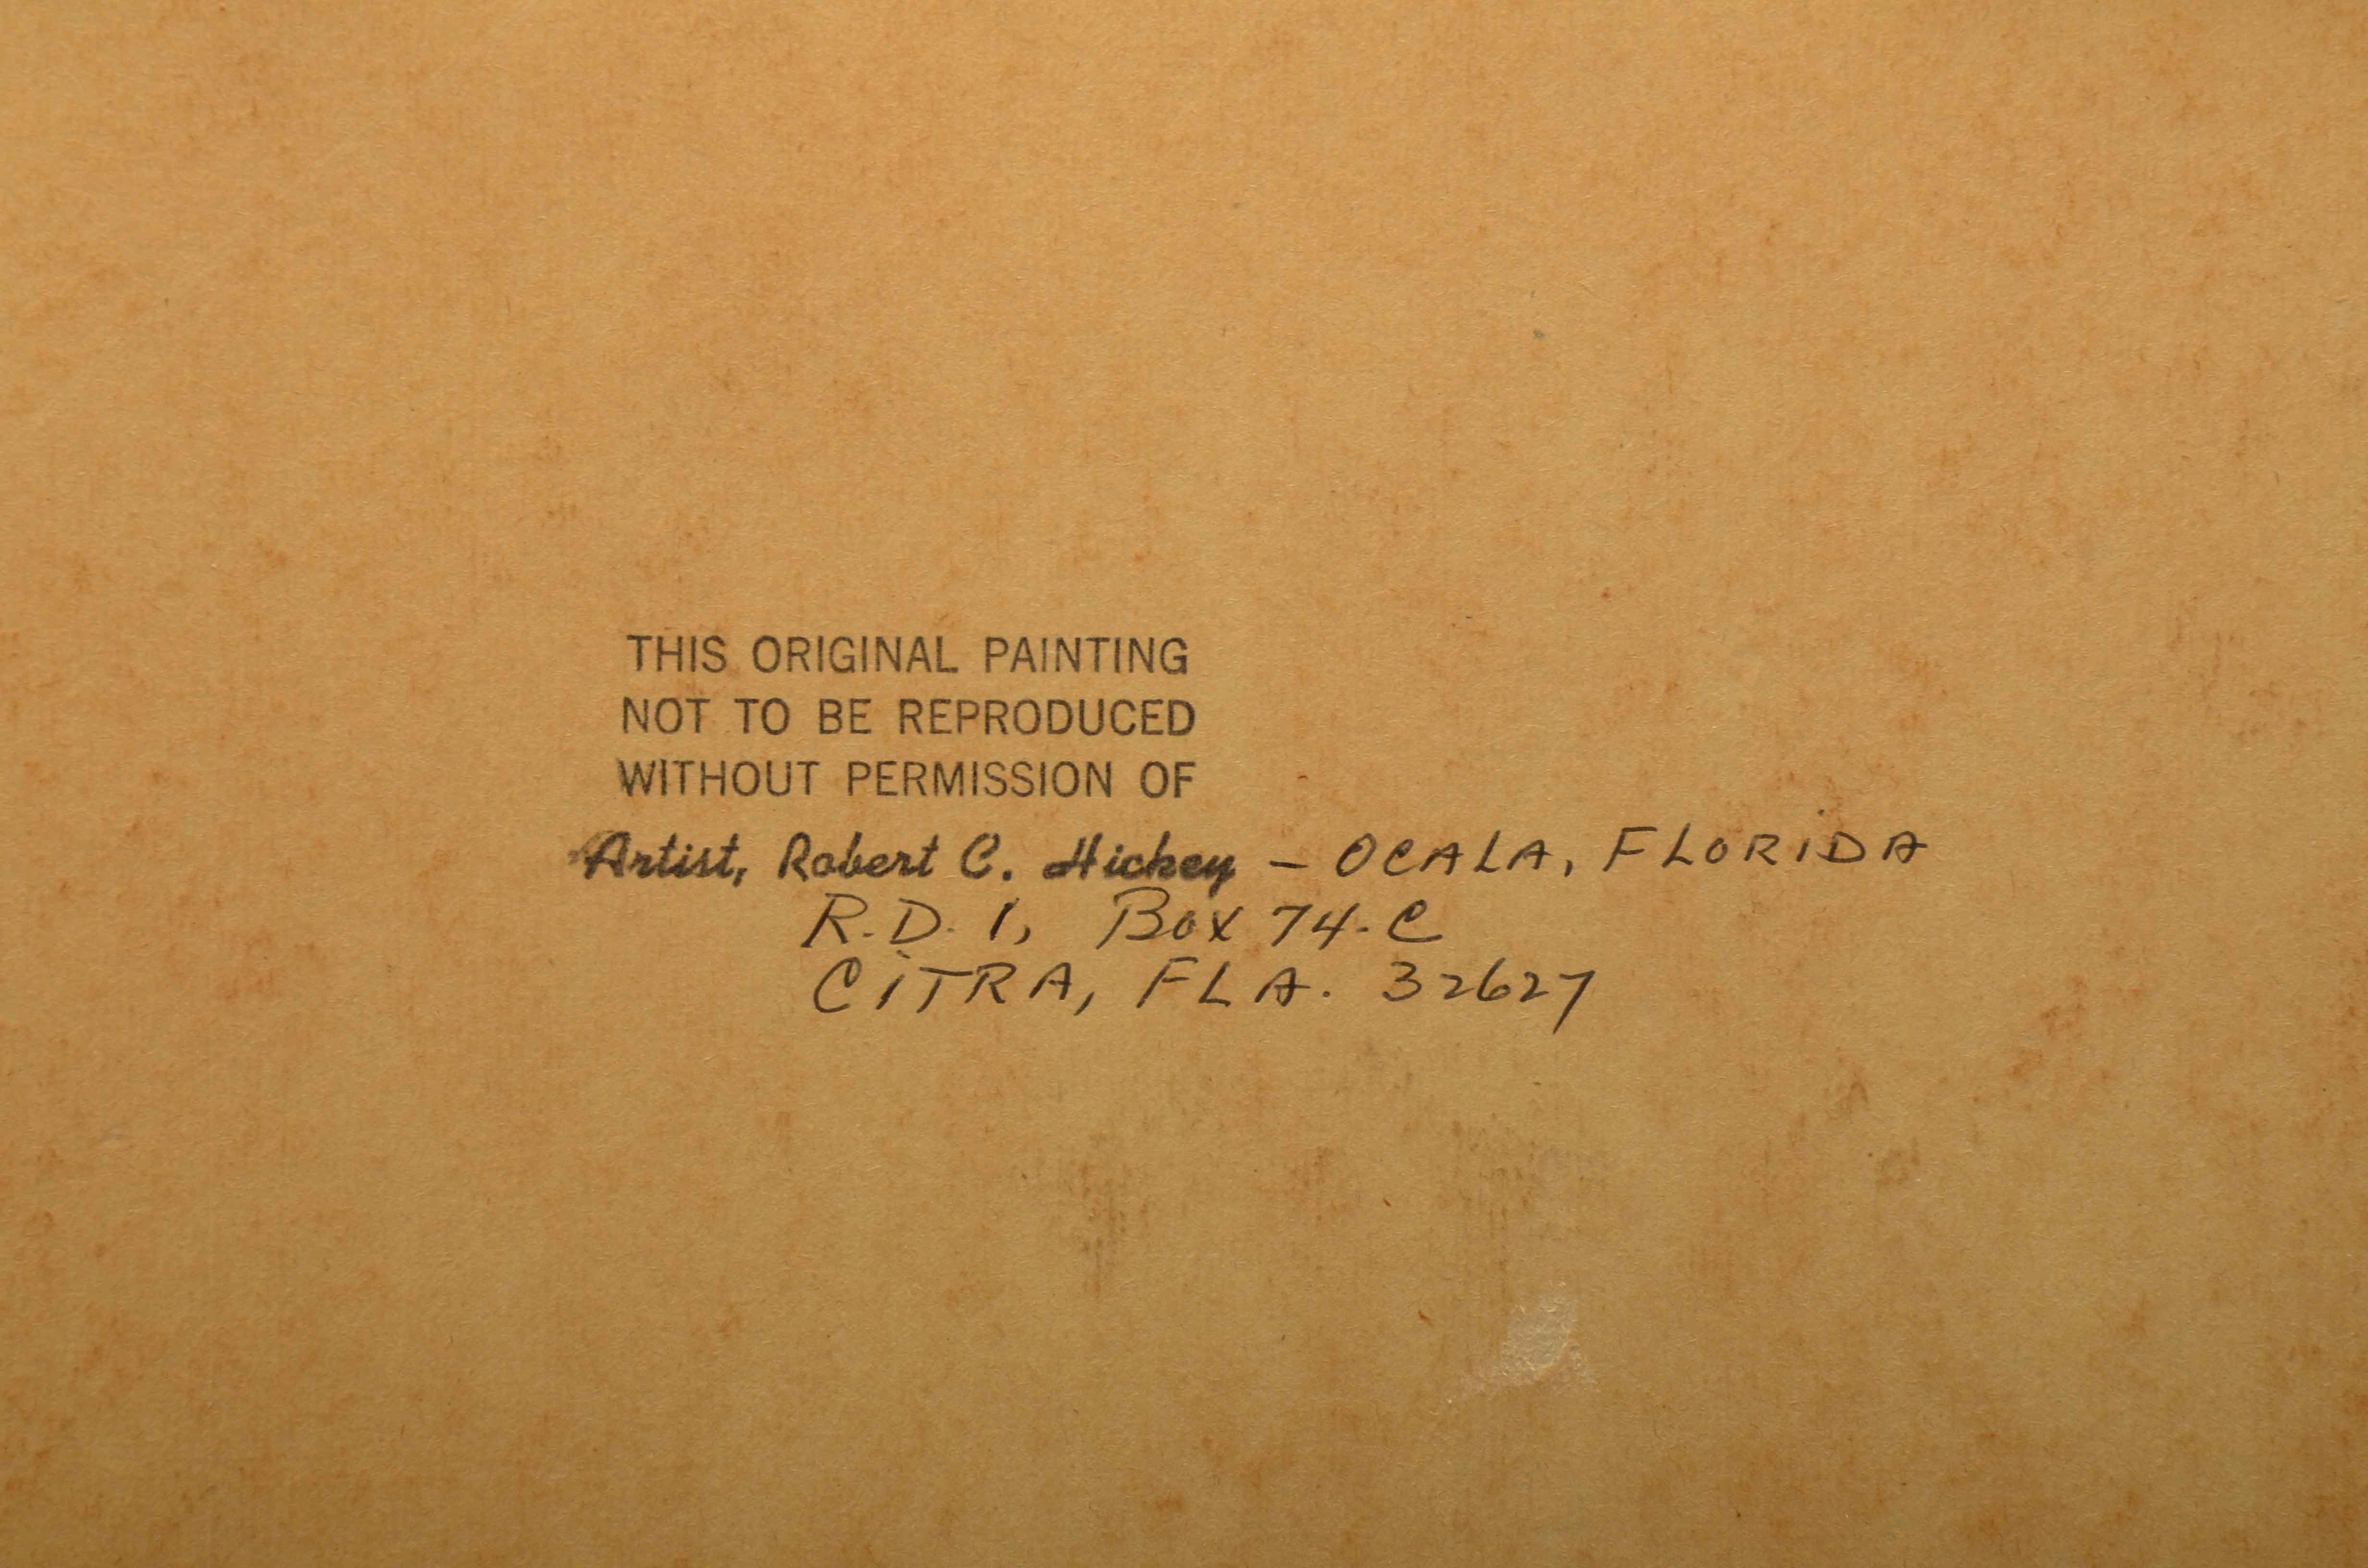 THIS ORIGINAL PAINTING
NOT TO BE REPRODUCED
WITHOUT PERMISSION OF
Artist, Robert C. Hickey – OCALA, FLORiDA
R.D. 1, Box 74-C
CiTRA, FLA. 32627